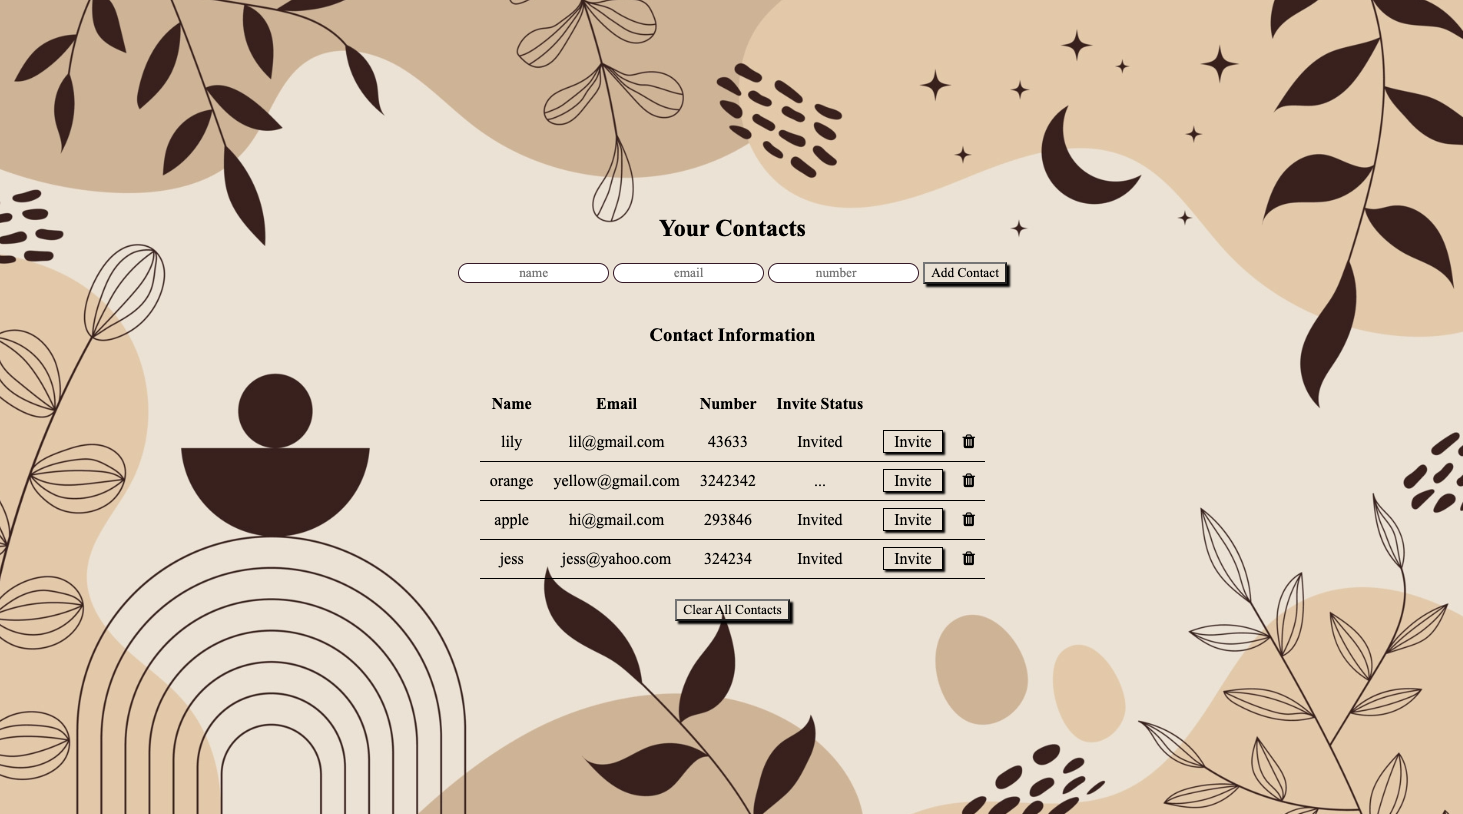 Your Contacts
name email number Add Contact
Contact Information
Name Email Number Invite Status
lily lil@gmail.com 43633 Invited Invite
orange yellow@gmail.com 3242342 ... Invite
apple hi@gmail.com 293846 Invited Invite
jess jess@yahoo.com 324234 Invited Invite
Clear All Contacts